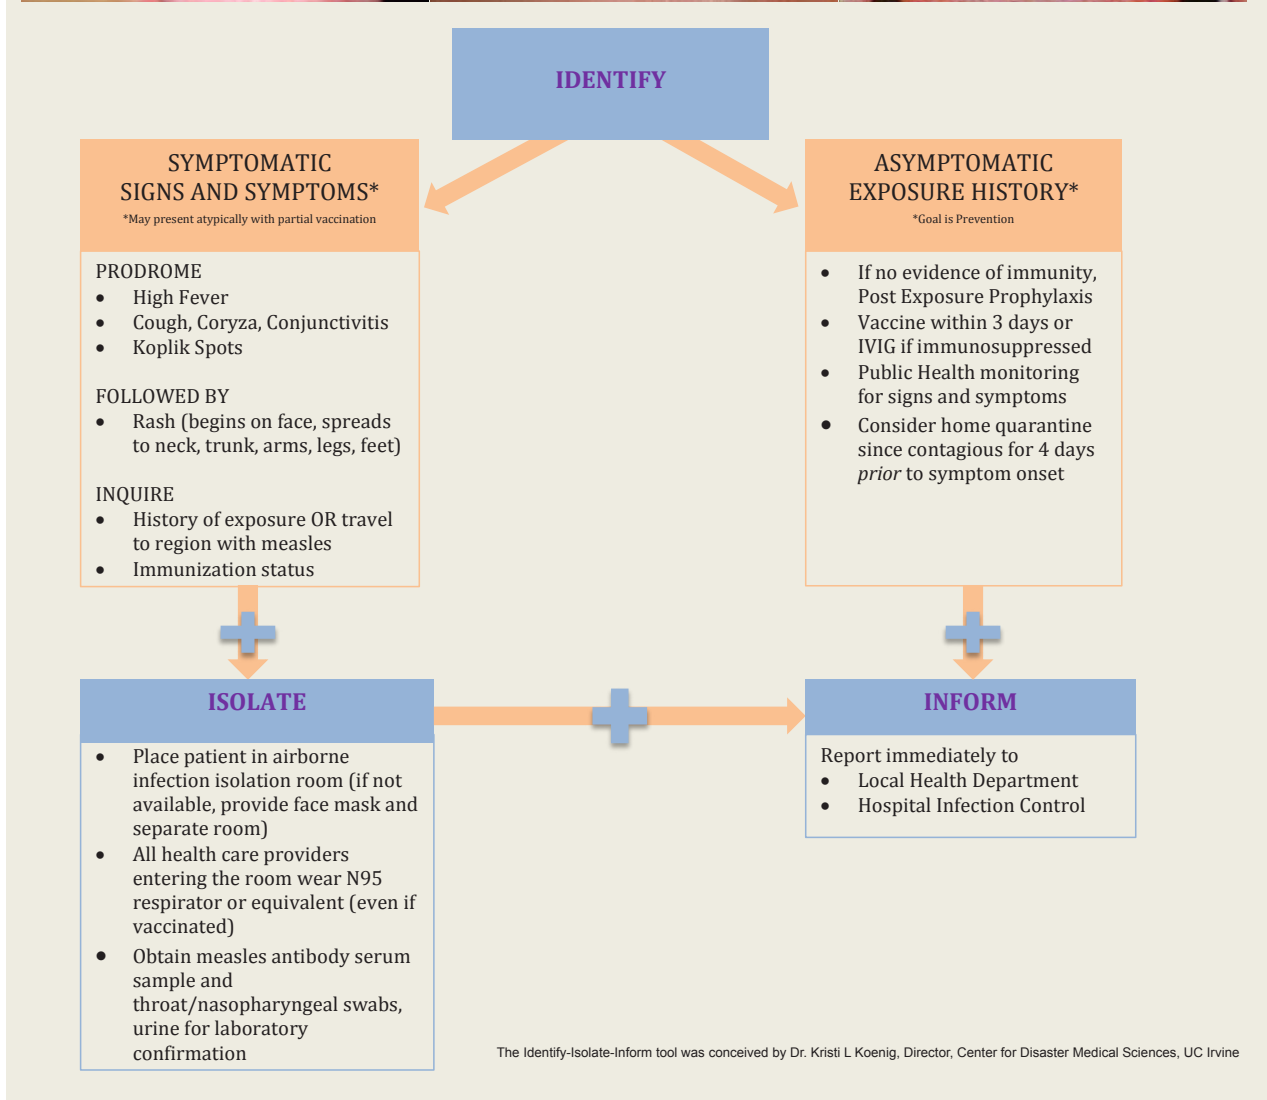 IDENTIFY
SYMPTOMATIC
SIGNS AND SYMPTOMS*
*May present atypically with partial vaccination
PRODROME
• High Fever
• Cough, Coryza, Conjunctivitis
• Koplik Spots
FOLLOWED BY
• Rash (begins on face, spreads
to neck, trunk, arms, legs, feet)
INQUIRE
• History of exposure OR travel
to region with measles
• Immunization status
ASYMPTOMATIC
EXPOSURE HISTORY*
*Goal is Prevention
• If no evidence of immunity,
Post Exposure Prophylaxis
• Vaccine within 3 days or
IVIG if immunosuppressed
• Public Health monitoring
for signs and symptoms
• Consider home quarantine
since contagious for 4 days
prior to symptom onset
ISOLATE
• Place patient in airborne
infection isolation room (if not
available, provide face mask and
separate room)
• All health care providers
entering the room wear N95
respirator or equivalent (even if
vaccinated)
• Obtain measles antibody serum
sample and
throat/nasopharyngeal swabs,
urine for laboratory
confirmation
INFORM
Report immediately to
• Local Health Department
• Hospital Infection Control
The Identify-Isolate-Inform tool was conceived by Dr. Kristi L Koenig, Director, Center for Disaster Medical Sciences, UC Irvine